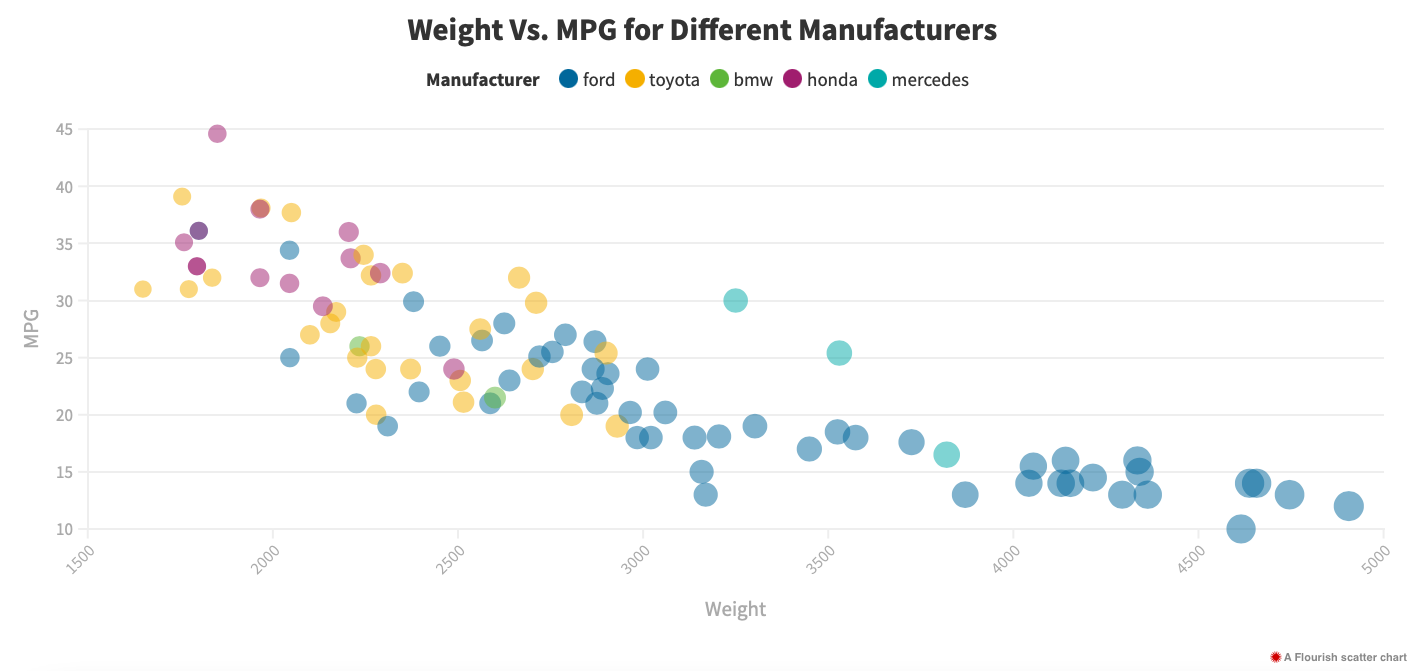 Weight Vs. MPG for Different Manufacturers
Manufacturer ford toyota bmw honda mercedes
45
40
35
30
25
20
15
10
MPG
1500 2000 2500 3000 3500 4000 4500 5000
Weight
A Flourish scatter chart